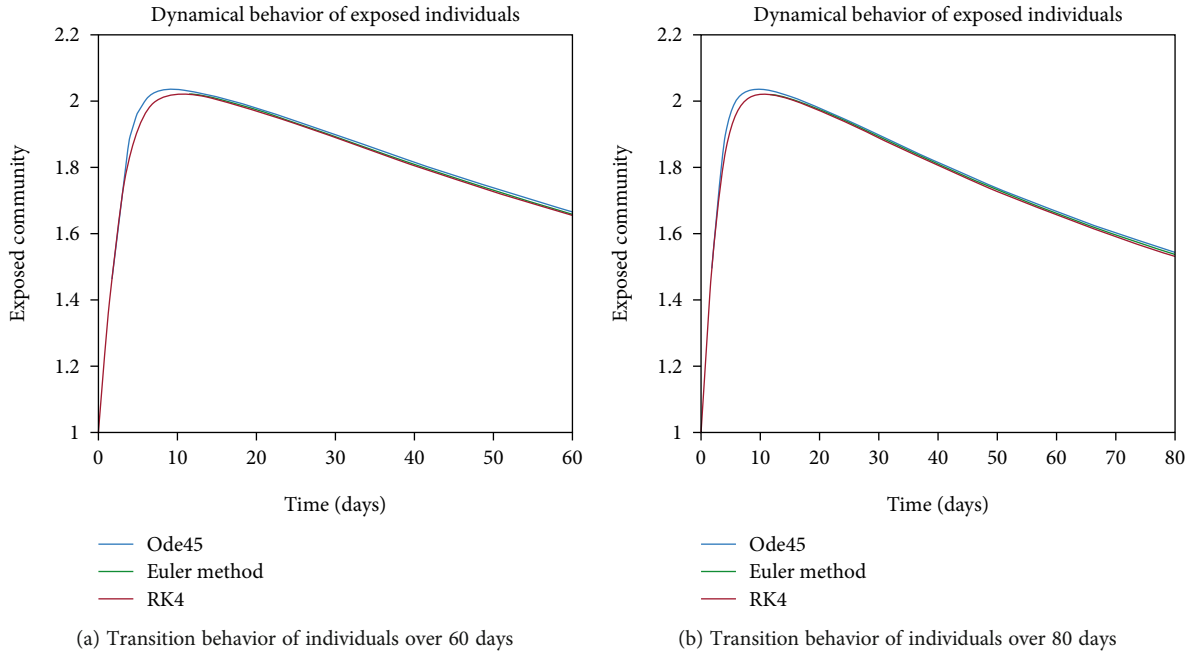 Dynamical behavior of exposed individuals
2.2
2
1.8
1.6
1.4
1.2
1
Exposed community
0
10
20
30
40
50
60
Time (days)
Ode45
Euler method
RK4
(a) Transition behavior of individuals over 60 days
Dynamical behavior of exposed individuals
2.2
2
1.8
1.6
1.4
1.2
1
Exposed community
0
10
20
30
40
50
60
70
80
Time (days)
Ode45
Euler method
RK4
(b) Transition behavior of individuals over 80 days